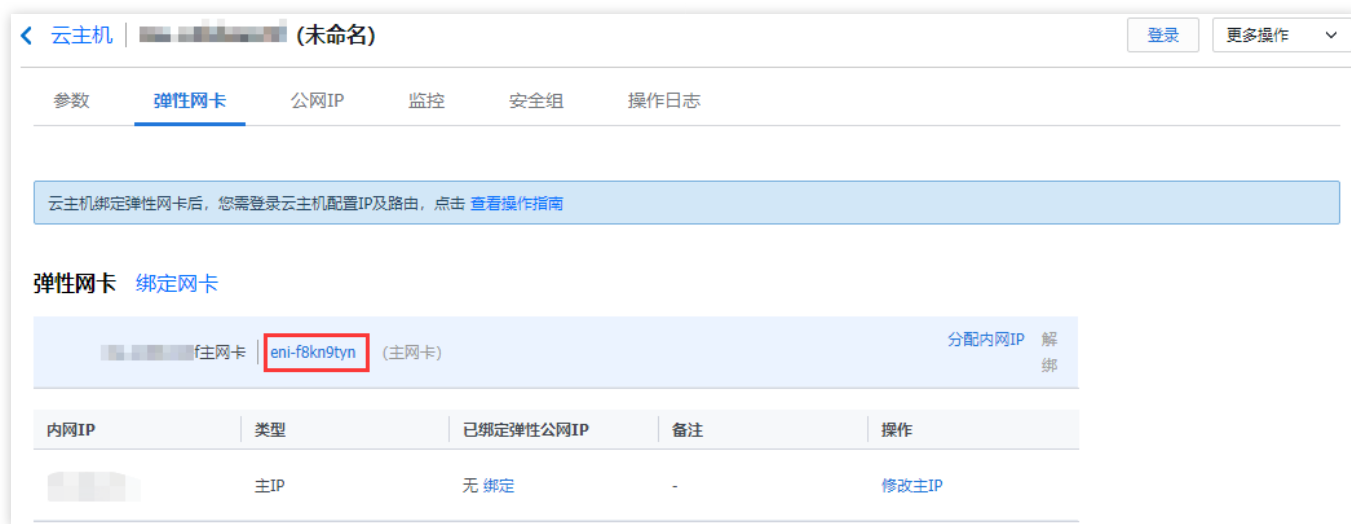 云主机 (未命名) 登录 更多操作
参数 弹性网卡 公网IP 监控 安全组 操作日志
云主机绑定弹性网卡后，您需登录云主机配置IP及路由，点击 查看操作指南
弹性网卡 绑定网卡
f主网卡 eni-f8kn9tyn (主网卡) 分配内网IP 解
绑
内网IP 类型 已绑定弹性公网IP 备注 操作
主IP 无 绑定 - 修改主IP